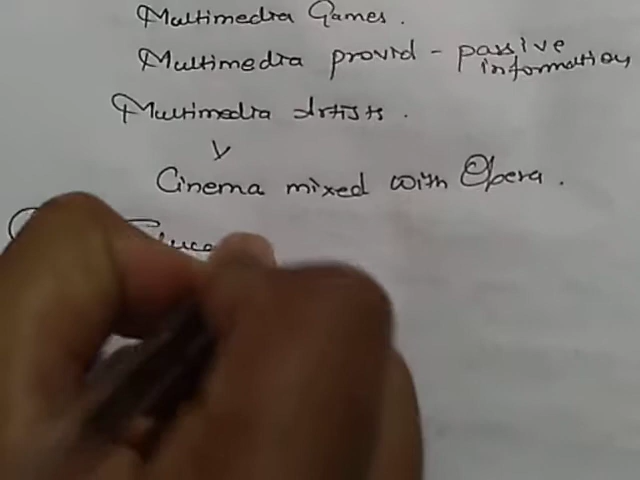 Multimedia Games.
Multimedia provid - passive
information
Multimedia Artists.
Cinema mixed with Opera.